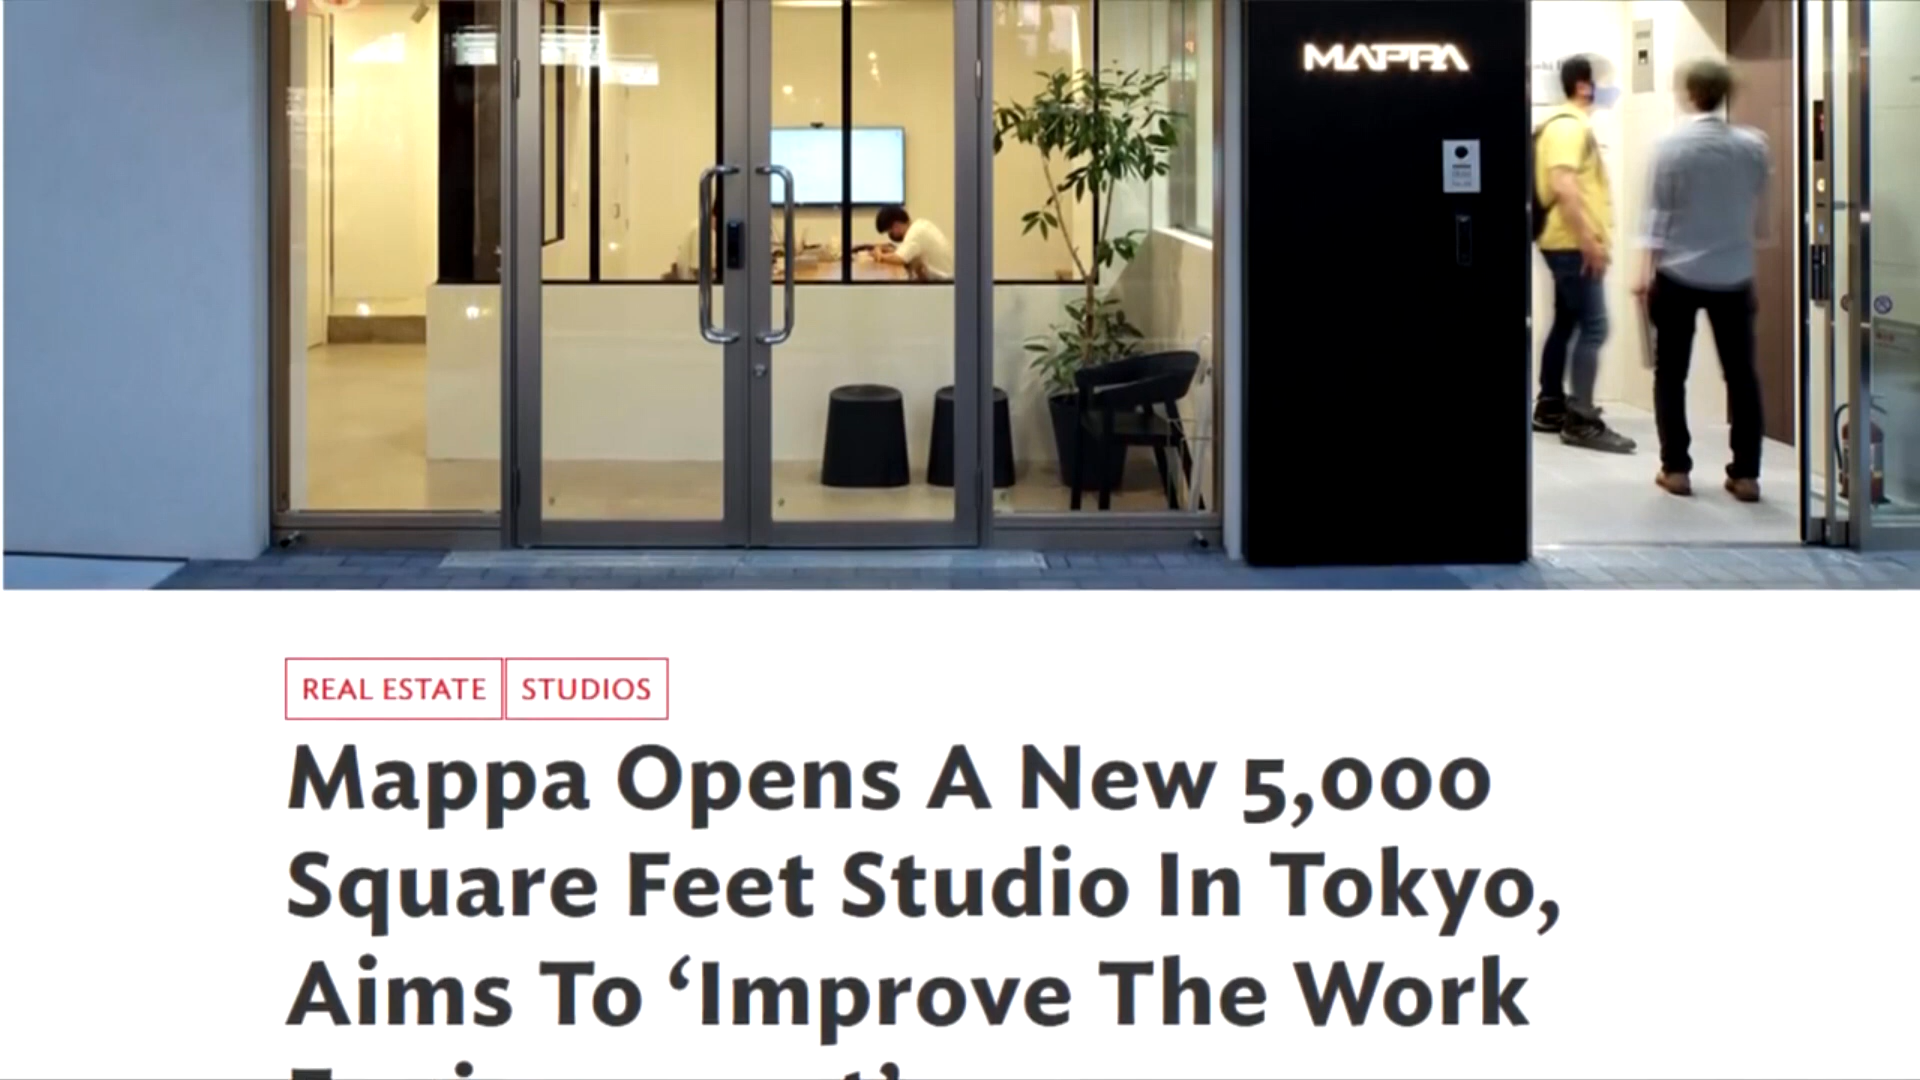 MAPPA
REAL ESTATE STUDIOS
Mappa Opens A New 5,000
Square Feet Studio In Tokyo,
Aims To ‘Improve The Work